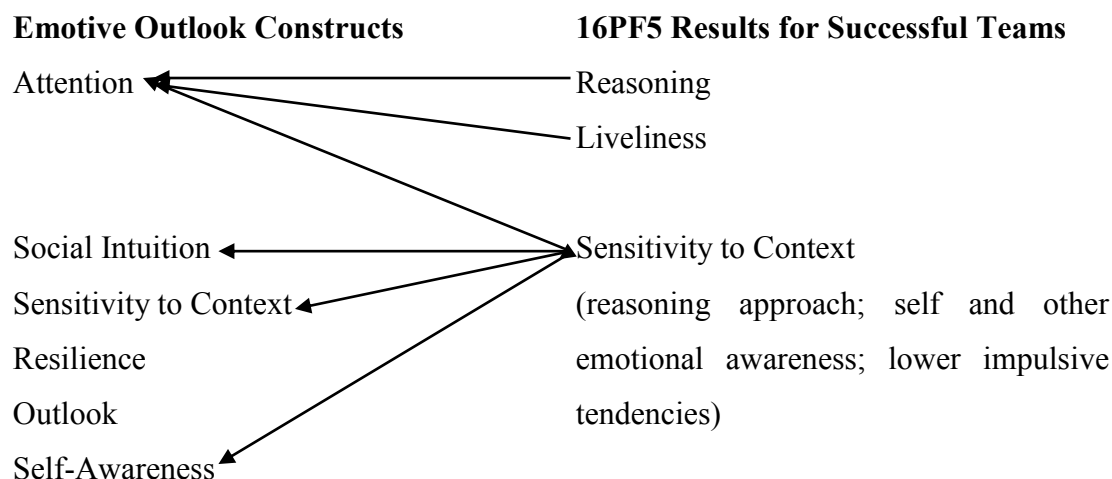 Emotive Outlook Constructs
16PF5 Results for Successful Teams
Attention
Reasoning
Liveliness
Social Intuition
Sensitivity to Context
Sensitivity to Context
(reasoning approach; self and other
Resilience
emotional awareness; lower impulsive
Outlook
tendencies)
Self-Awareness